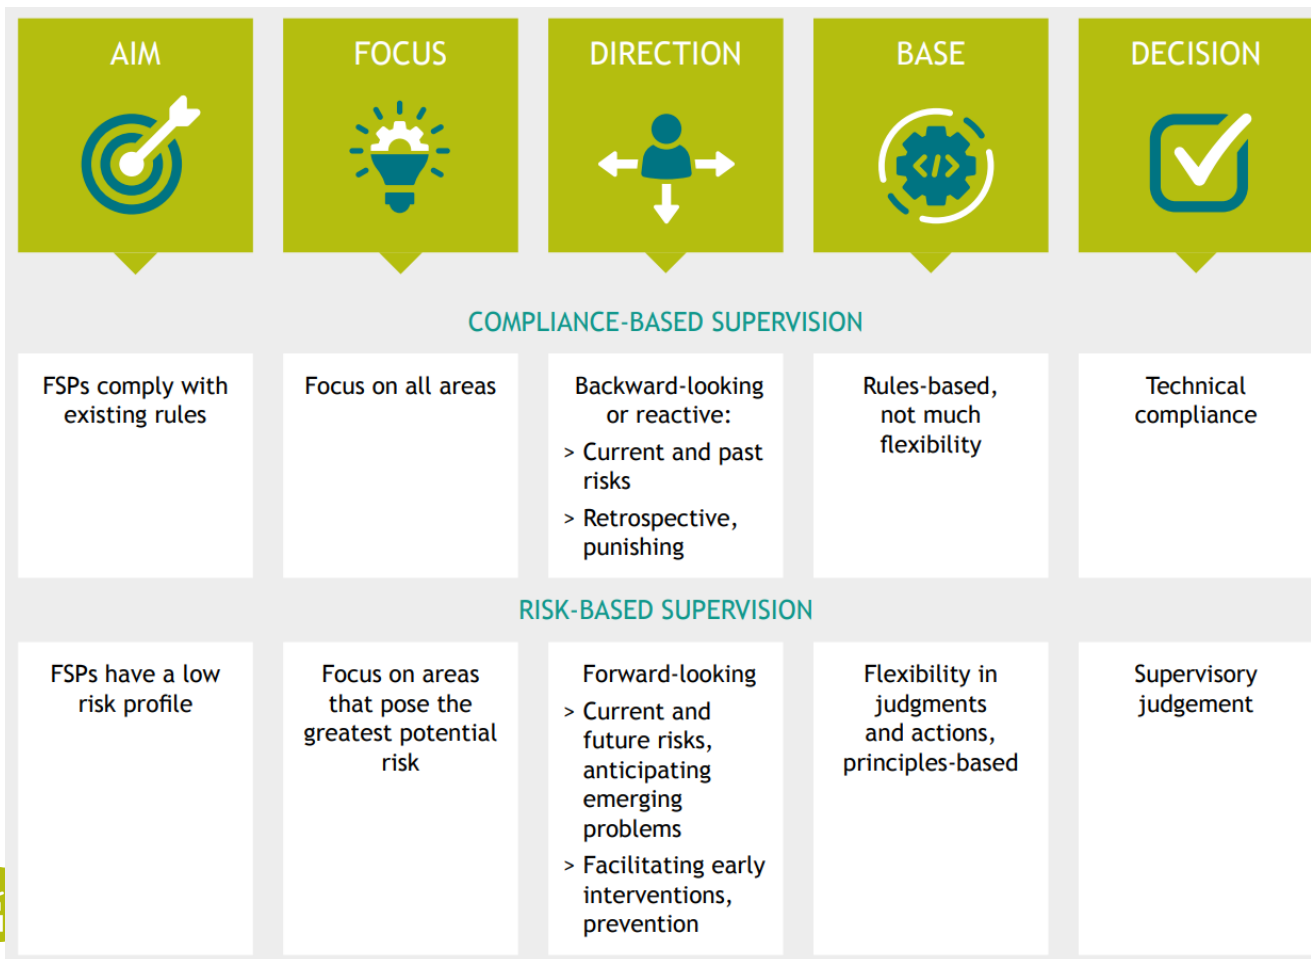 AIM
FOCUS
DIRECTION
BASE
DECISION
</>
COMPLIANCE-BASED SUPERVISION
FSPs comply with
existing rules
Focus on all areas
Backward-looking
or reactive:
> Current and past
risks
> Retrospective,
punishing
Rules-based,
not much
flexibility
Technical
compliance
RISK-BASED SUPERVISION
FSPs have a low
risk profile
Focus on areas
that pose the
greatest potential
risk
Forward-looking
> Current and
future risks,
anticipating
emerging
problems
> Facilitating early
interventions,
prevention
Flexibility in
judgments
and actions,
principles-based
Supervisory
judgement